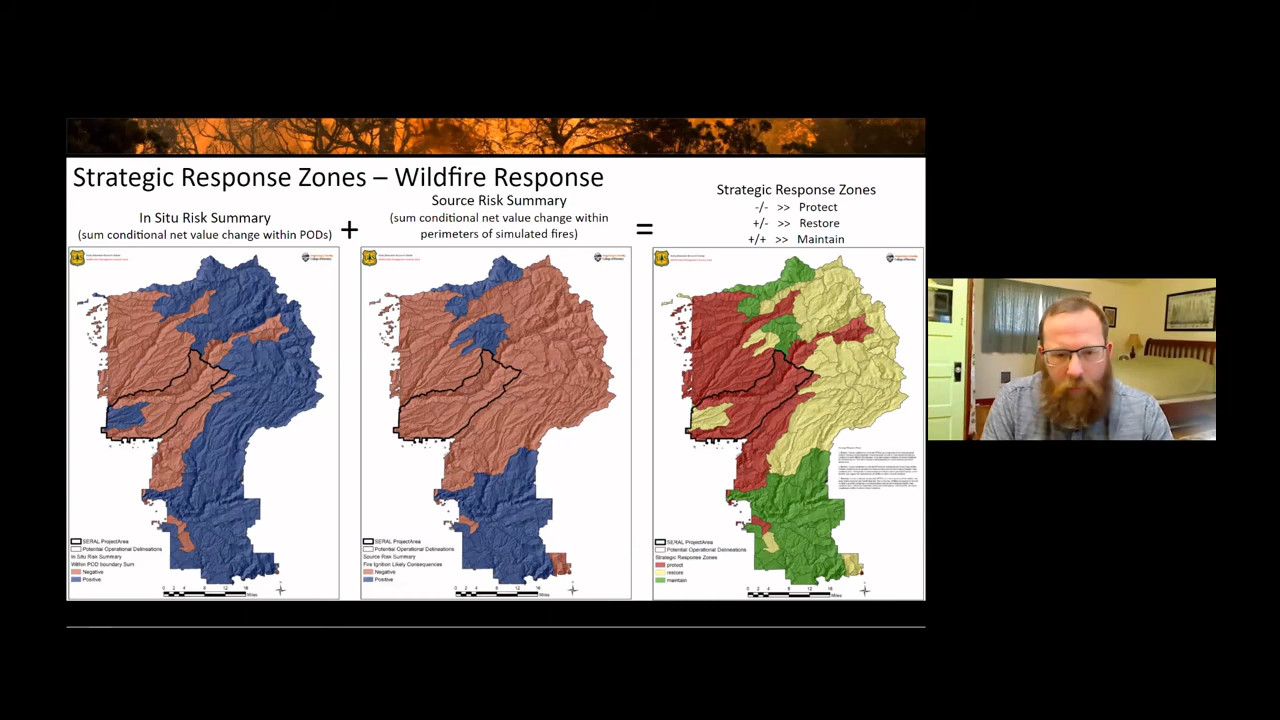 Strategic Response Zones – Wildfire Response
In Situ Risk Summary
(sum conditional net value change within PODs)
+
Source Risk Summary
(sum conditional net value change within
perimeters of simulated fires)
=
Strategic Response Zones
-/- >> Protect
+/- >> Restore
+/+ >> Maintain
SERAL ProjectArea
Potential Operational Delineations
In Situ Risk Summary
Within POD boundary Sum
Negative
Positive
Miles
SERAL ProjectArea
Potential Operational Delineations
Source Risk Summary
Fire Ignition Likely Consequences
Negative
Positive
Miles
SERAL ProjectArea
Potential Operational Delineations
Strategic Response Zones
protect
restore
maintain
Miles